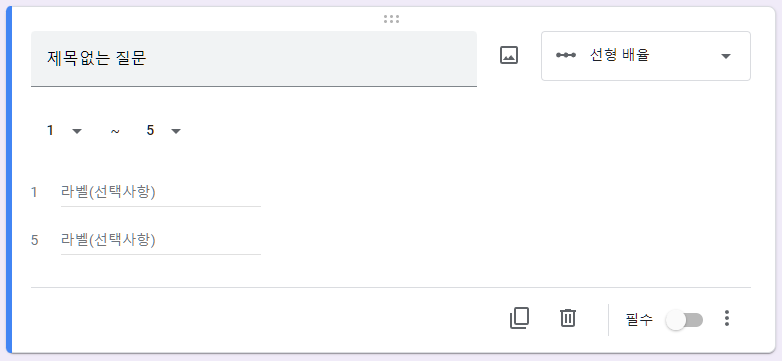 제목없는 질문
선형 배율
1 ~ 5
1 라벨(선택사항)
5 라벨(선택사항)
필수